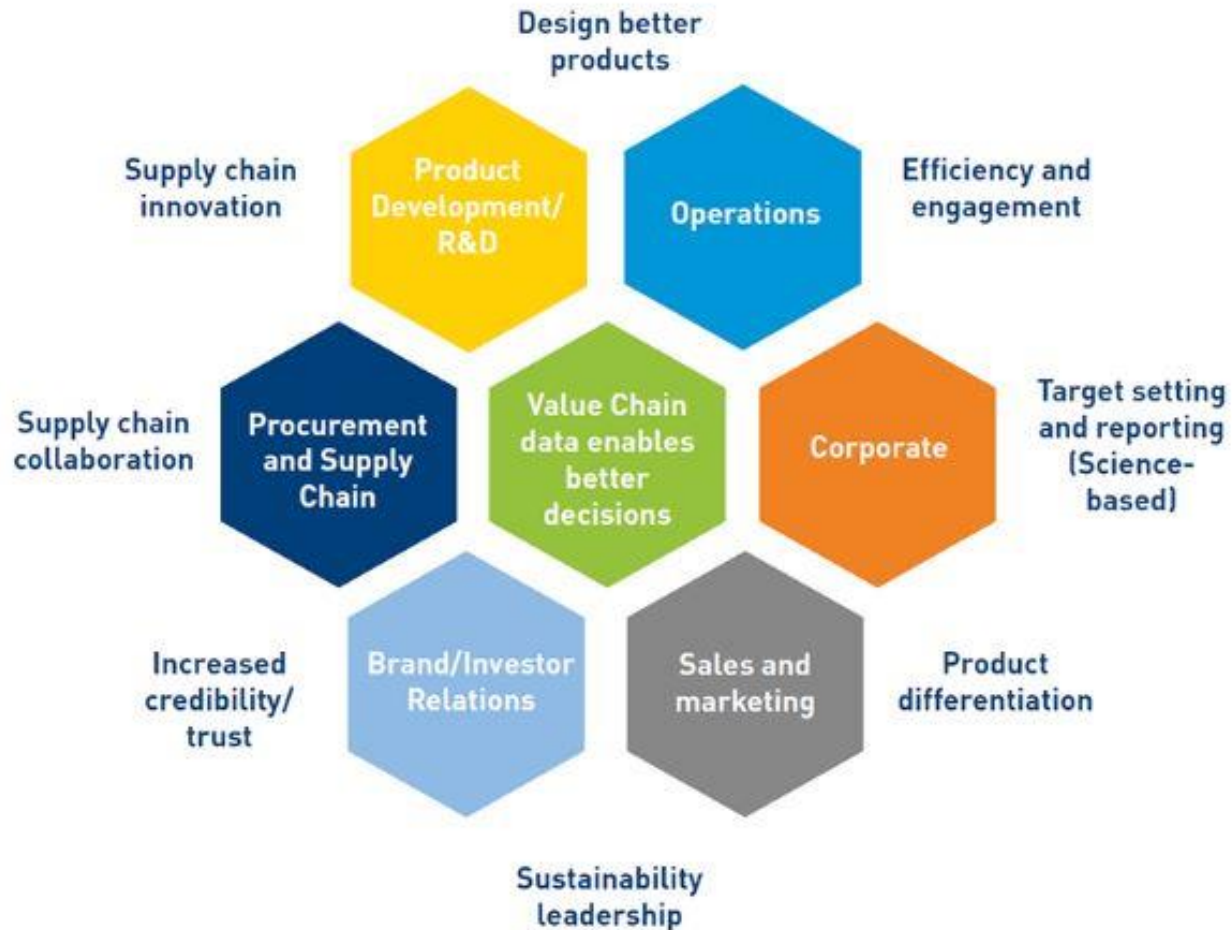 Design better
products
Supply chain
innovation
Product
Development/
R&D
Operations
Efficiency and
engagement
Supply chain
collaboration
Procurement
and Supply
Chain
Value Chain
data enables
better
decisions
Corporate
Target setting
and reporting
(Science-
based)
Increased
credibility/
trust
Brand/Investor
Relations
Sales and
marketing
Product
differentiation
Sustainability
leadership